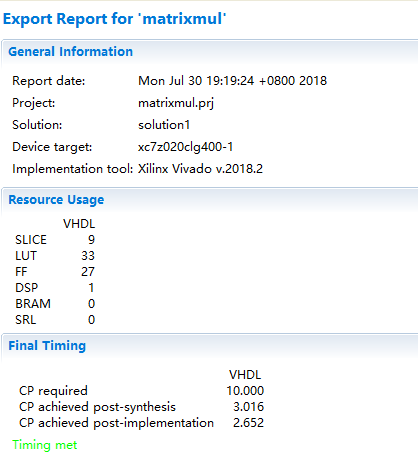 Export Report for 'matrixmul'
General Information
Report date: Mon Jul 30 19:19:24 +0800 2018
Project: matrixmul.prj
Solution: solution1
Device target: xc7z020clg400-1
Implementation tool: Xilinx Vivado v.2018.2
Resource Usage
VHDL
SLICE 9
LUT 33
FF 27
DSP 1
BRAM 0
SRL 0
Final Timing
VHDL
CP required 10.000
CP achieved post-synthesis 3.016
CP achieved post-implementation 2.652
Timing met